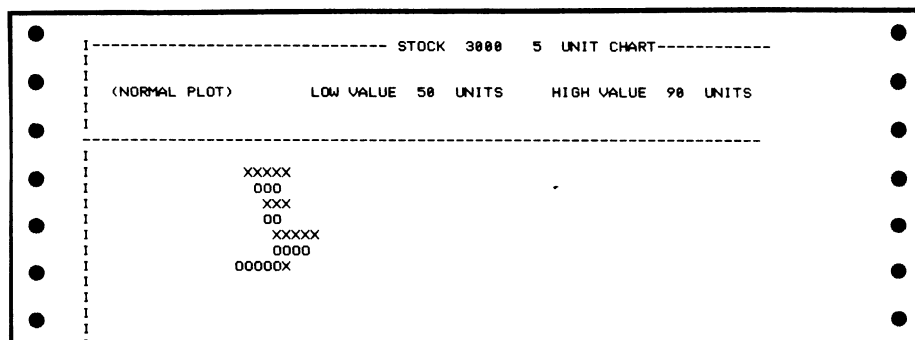 I-------------------------------- STOCK 3000 5 UNIT CHART------------
I
I
I (NORMAL PLOT) LOW VALUE 50 UNITS HIGH VALUE 90 UNITS
I
I
--------------------------------------------------------------------------
I
I XXXXX
I OOO
I XXX
I OO
I XXXXX
I OOOO
I OOOOOX
I
I
I
I